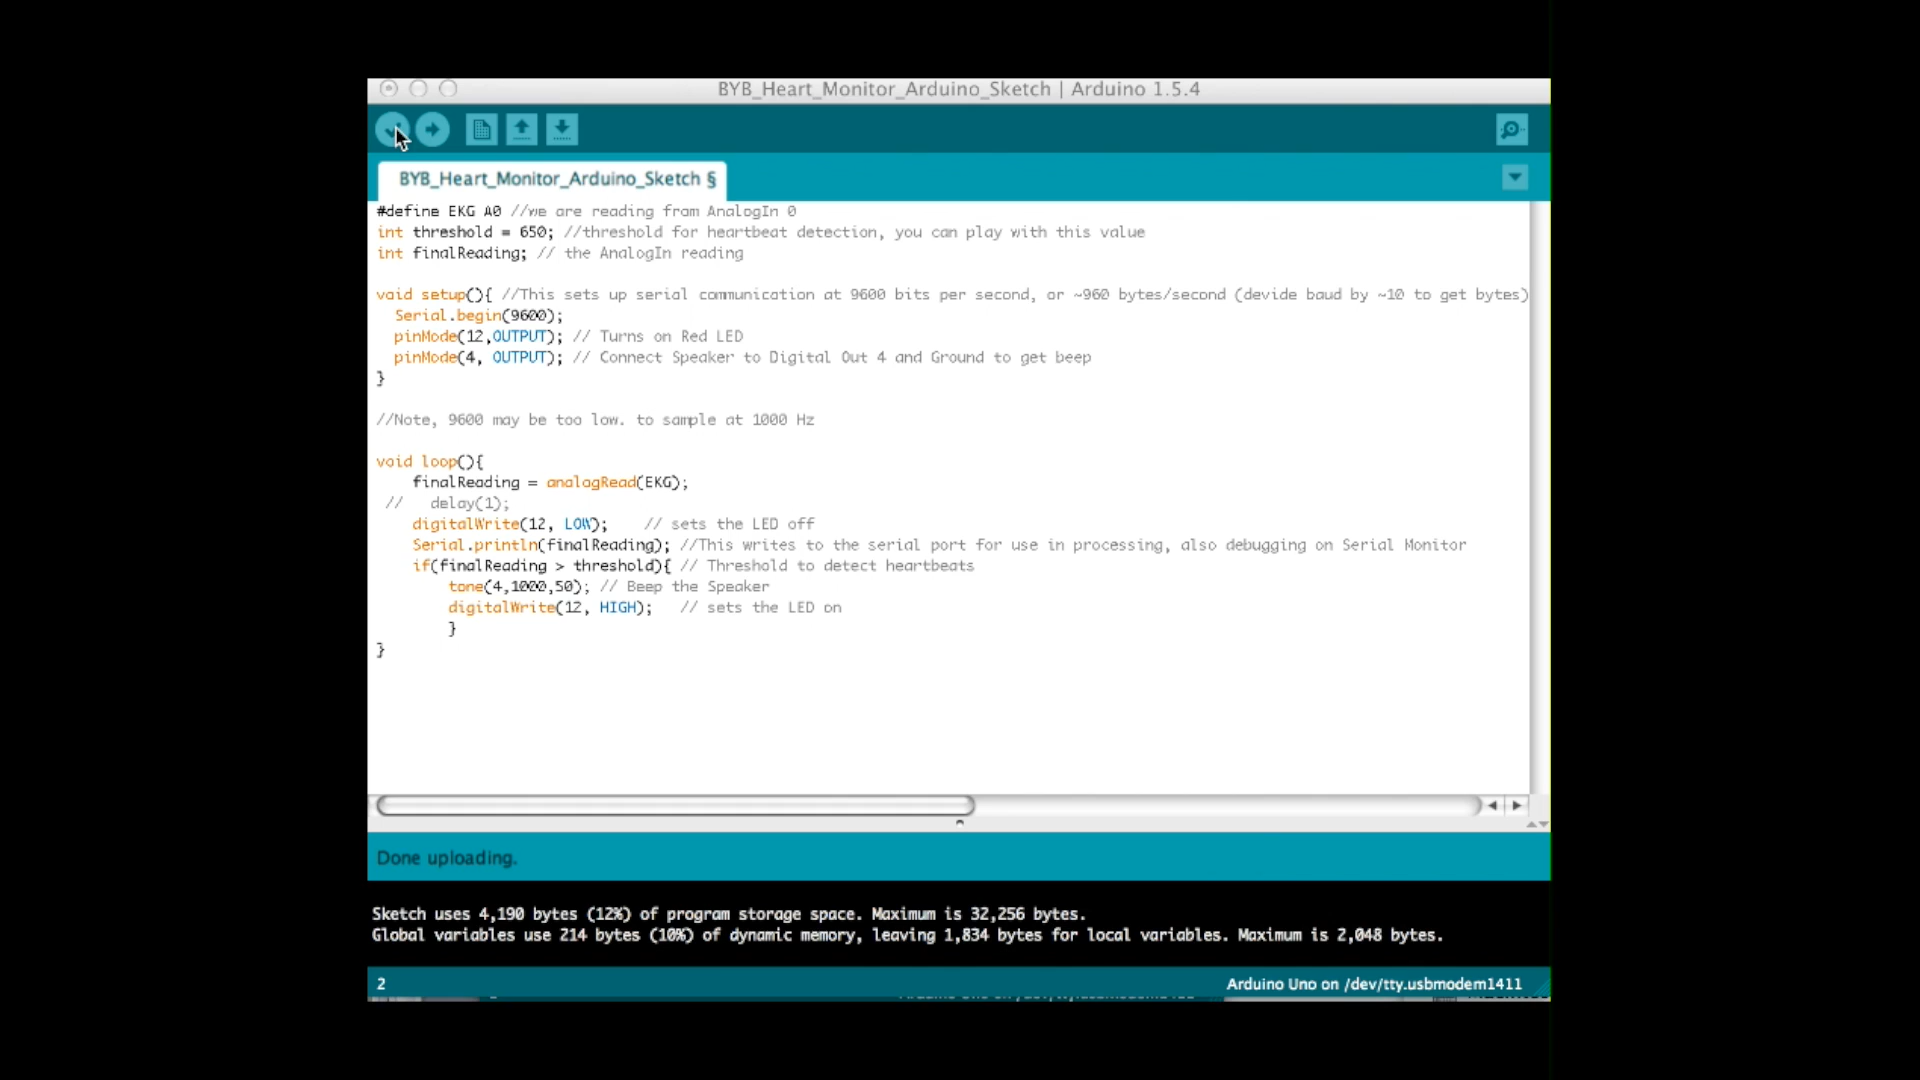 BYB_Heart_Monitor_Arduino_Sketch | Arduino 1.5.4
BYB_Heart_Monitor_Arduino_Sketch §
#define EKG A0 //we are reading from AnalogIn 0
int threshold = 650; //threshold for heartbeat detection, you can play with this value
int finalReading; // the AnalogIn reading
void setup(){ //This sets up serial communication at 9600 bits per second, or ~960 bytes/second (devide baud by ~10 to get bytes)
Serial.begin(9600);
pinMode(12,OUTPUT); // Turns on Red LED
pinMode(4, OUTPUT); // Connect Speaker to Digital Out 4 and Ground to get beep
}
//Note, 9600 may be too low. to sample at 1000 Hz
void loop(){
finalReading = analogRead(EKG);
// delay(1);
digitalWrite(12, LOW); // sets the LED off
Serial.println(finalReading); //This writes to the serial port for use in processing, also debugging on Serial Monitor
if(finalReading > threshold){ // Threshold to detect heartbeats
tone(4,1000,50); // Beep the Speaker
digitalWrite(12, HIGH); // sets the LED on
}
}
Done uploading.
Sketch uses 4,190 bytes (12%) of program storage space. Maximum is 32,256 bytes.
Global variables use 214 bytes (10%) of dynamic memory, leaving 1,834 bytes for local variables. Maximum is 2,048 bytes.
2
Arduino Uno on /dev/tty.usbmodem1411